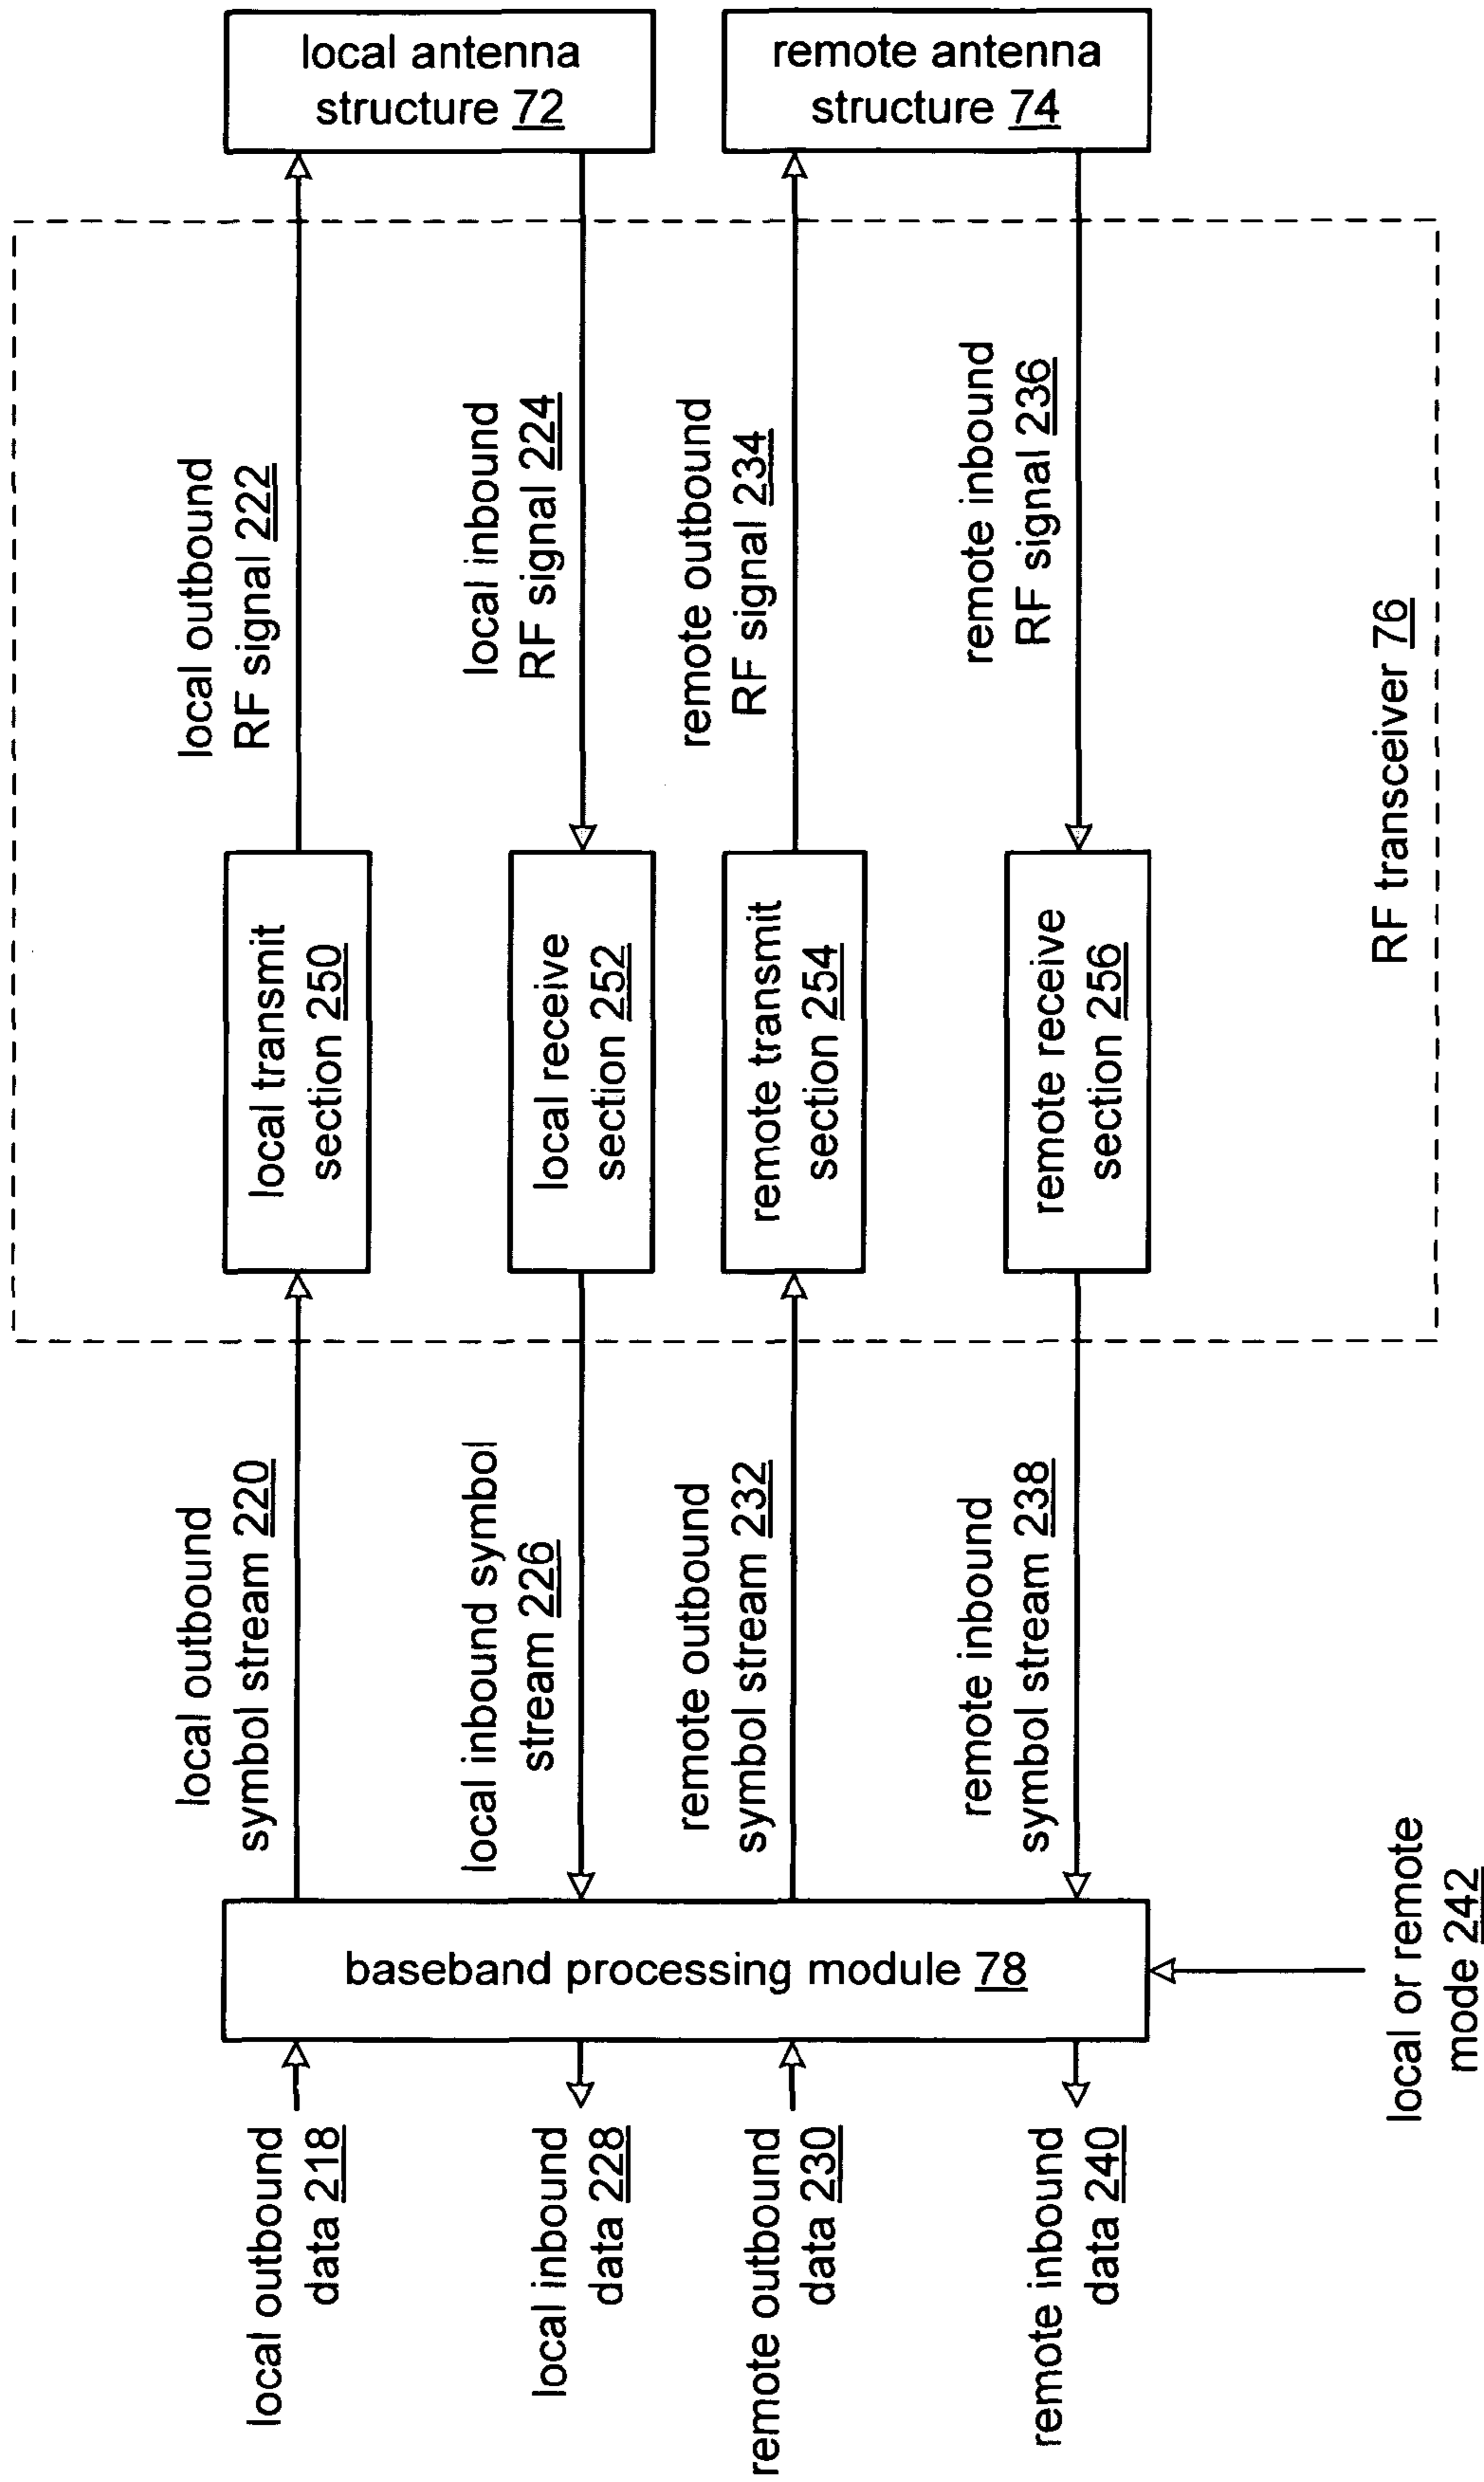 local antenna
structure 72
remote antenna
structure 74
local outbound
RF signal 222
local inbound
RF signal 224
remote outbound
RF signal 234
remote inbound
RF signal 236
local transmit
section 250
local receive
section 252
remote transmit
section 254
remote receive
section 256
RF transceiver 76
local outbound
symbol stream 220
local inbound symbol
stream 226
remote outbound
symbol stream 232
remote inbound
symbol stream 238
baseband processing module 78
local outbound
data 218
local inbound
data 228
remote outbound
data 230
remote inbound
data 240
local or remote
mode 242